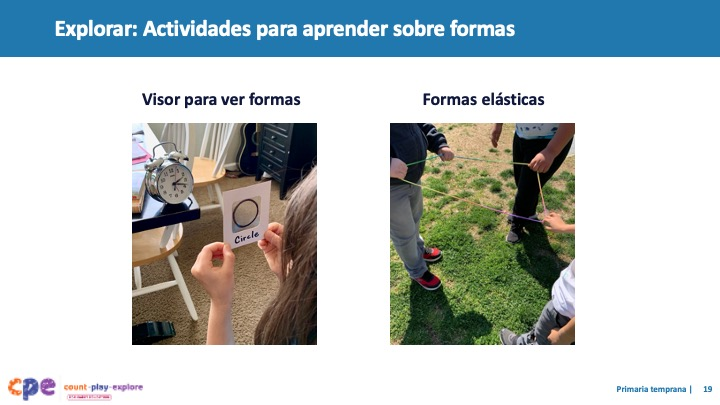 Explorar: Actividades para aprender sobre formas
Visor para ver formas
Formas elásticas
Circle
cpe
count-play-explore
Primaria temprana | 19